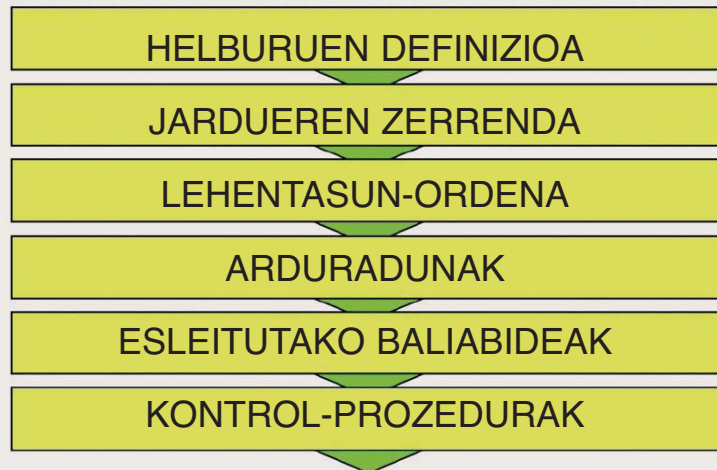 HELBURUEN DEFINIZIOA
JARDUEREN ZERRENDA
LEHENTASUN-ORDENA
ARDURADUNAK
ESLEITUTAKO BALIABIDEAK
KONTROL-PROZEDURAK